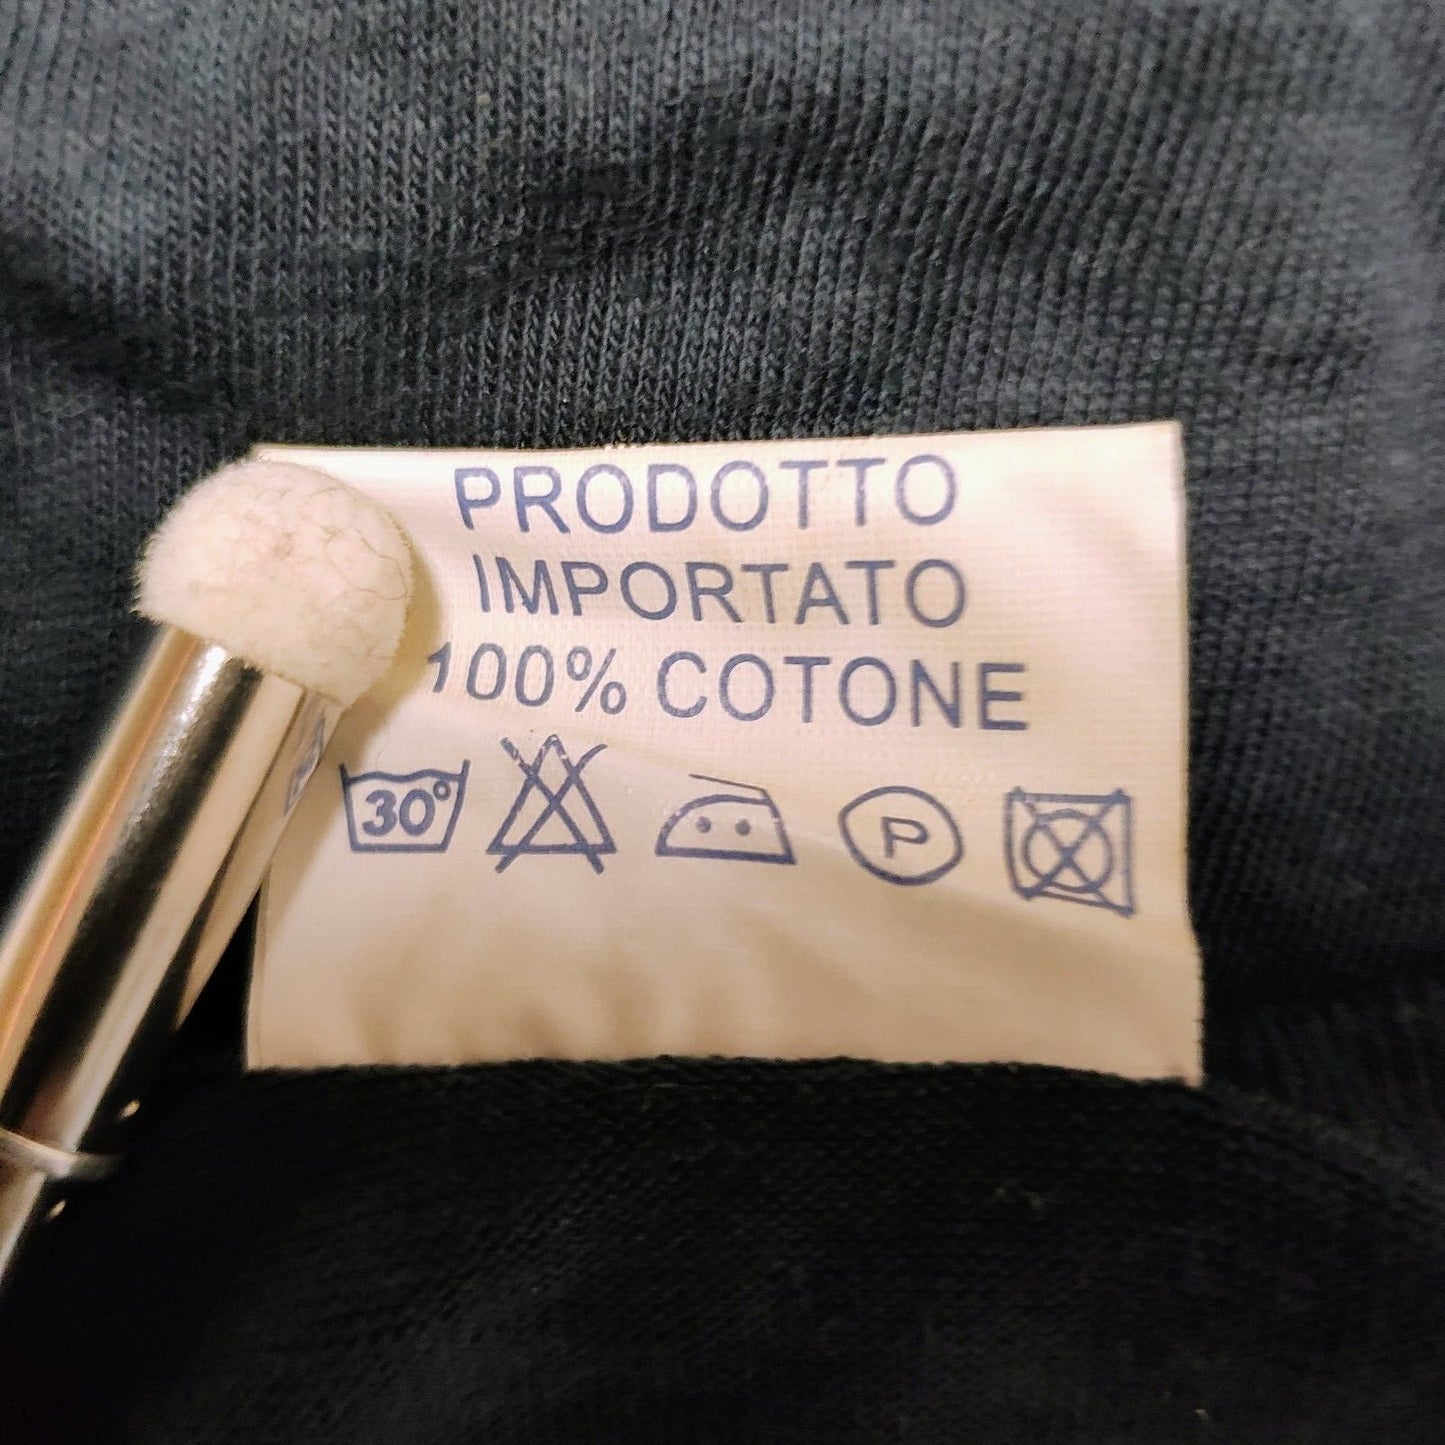 PRODOTTO
IMPORTATO
100% COTONE
30° P